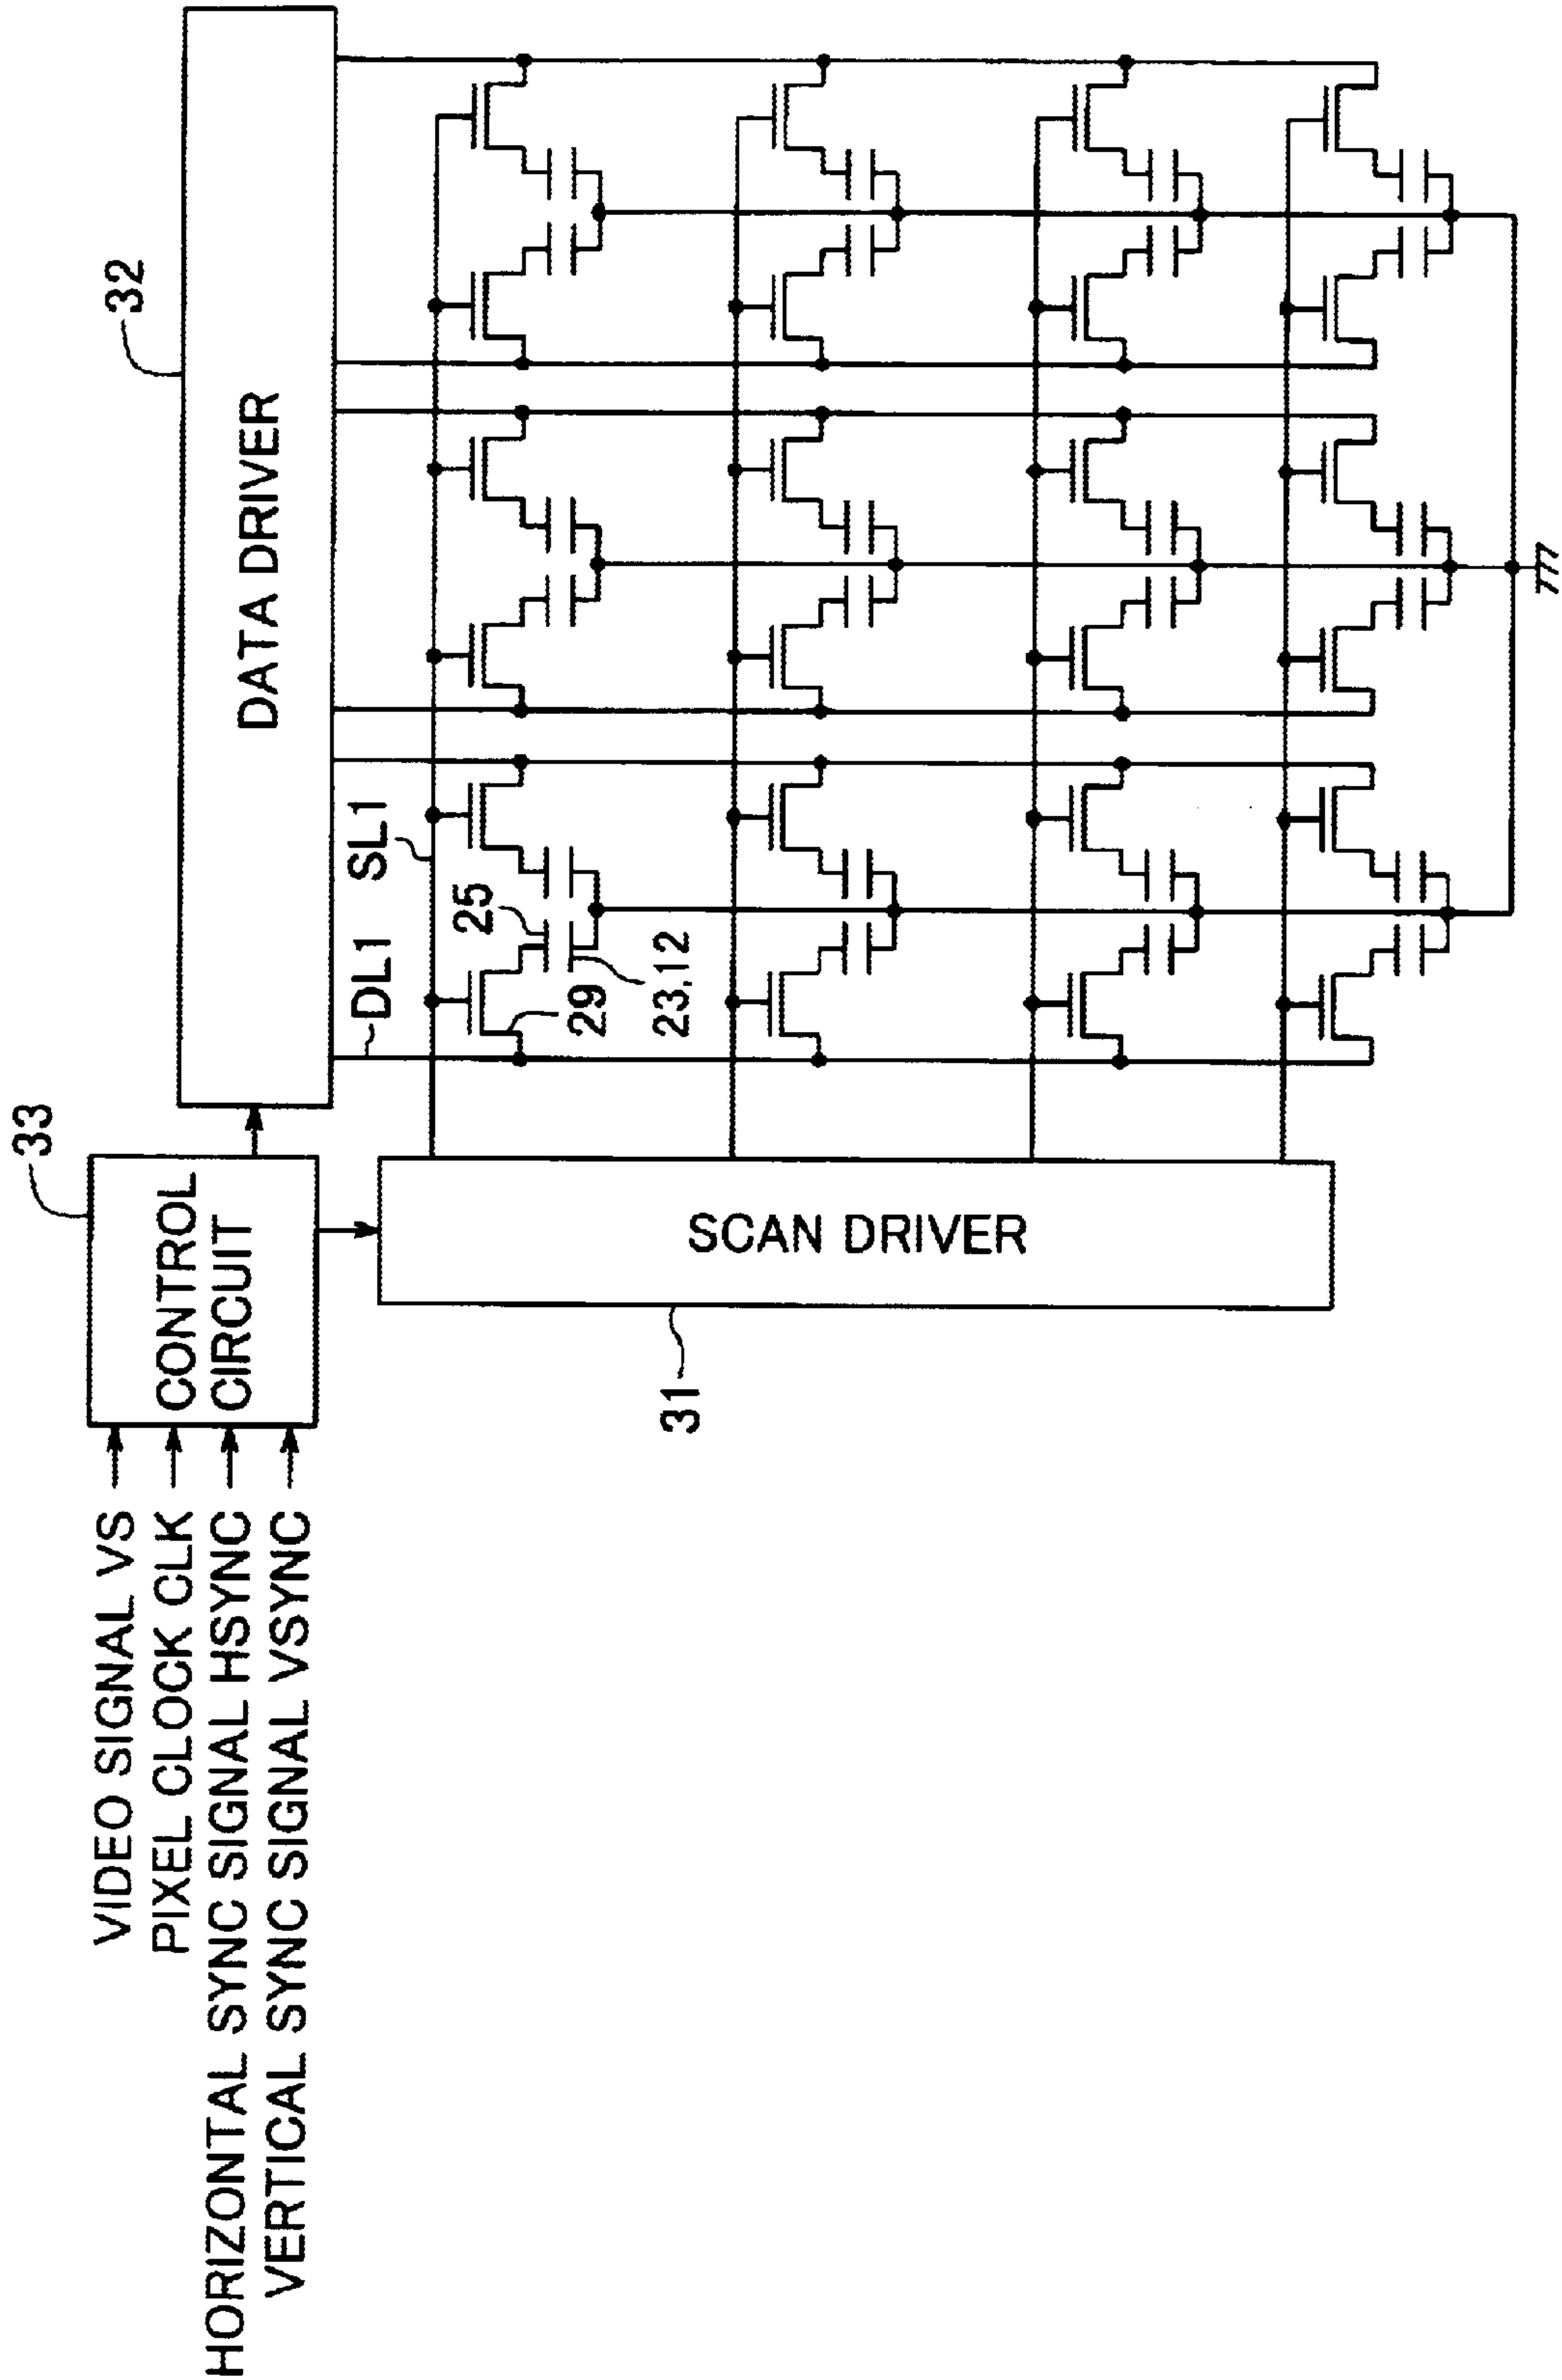 VIDEO SIGNAL VS
PIXEL CLOCK CLK
HORIZONTAL SYNC SIGNAL HSYNC
VERTICAL SYNC SIGNAL VSYNC
33
CONTROL
CIRCUIT
32
DATA DRIVER
31
SCAN DRIVER
DL1
SL1
25
29
23,12